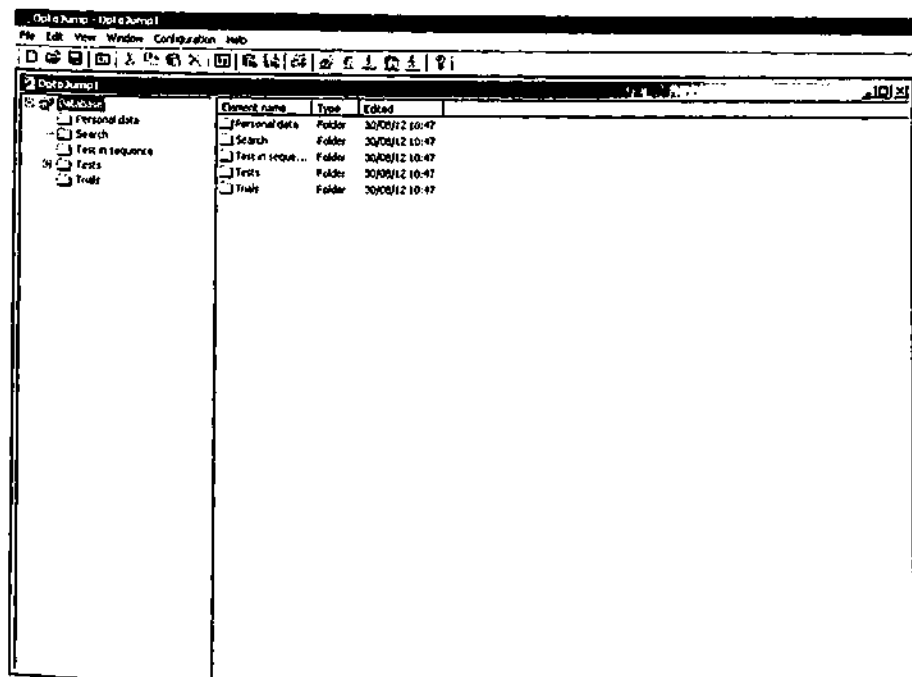 OptoJump - OptoJump1
File Edit View Window Configuration Help
OptoJump1
Database
Personal data
Search
Test in sequence
Tests
Trials
Element name Type Edited
Personal data Folder 30/08/12 10:47
Search Folder 30/08/12 10:47
Test in seque... Folder 30/08/12 10:47
Tests Folder 30/08/12 10:47
Trials Folder 30/08/12 10:47